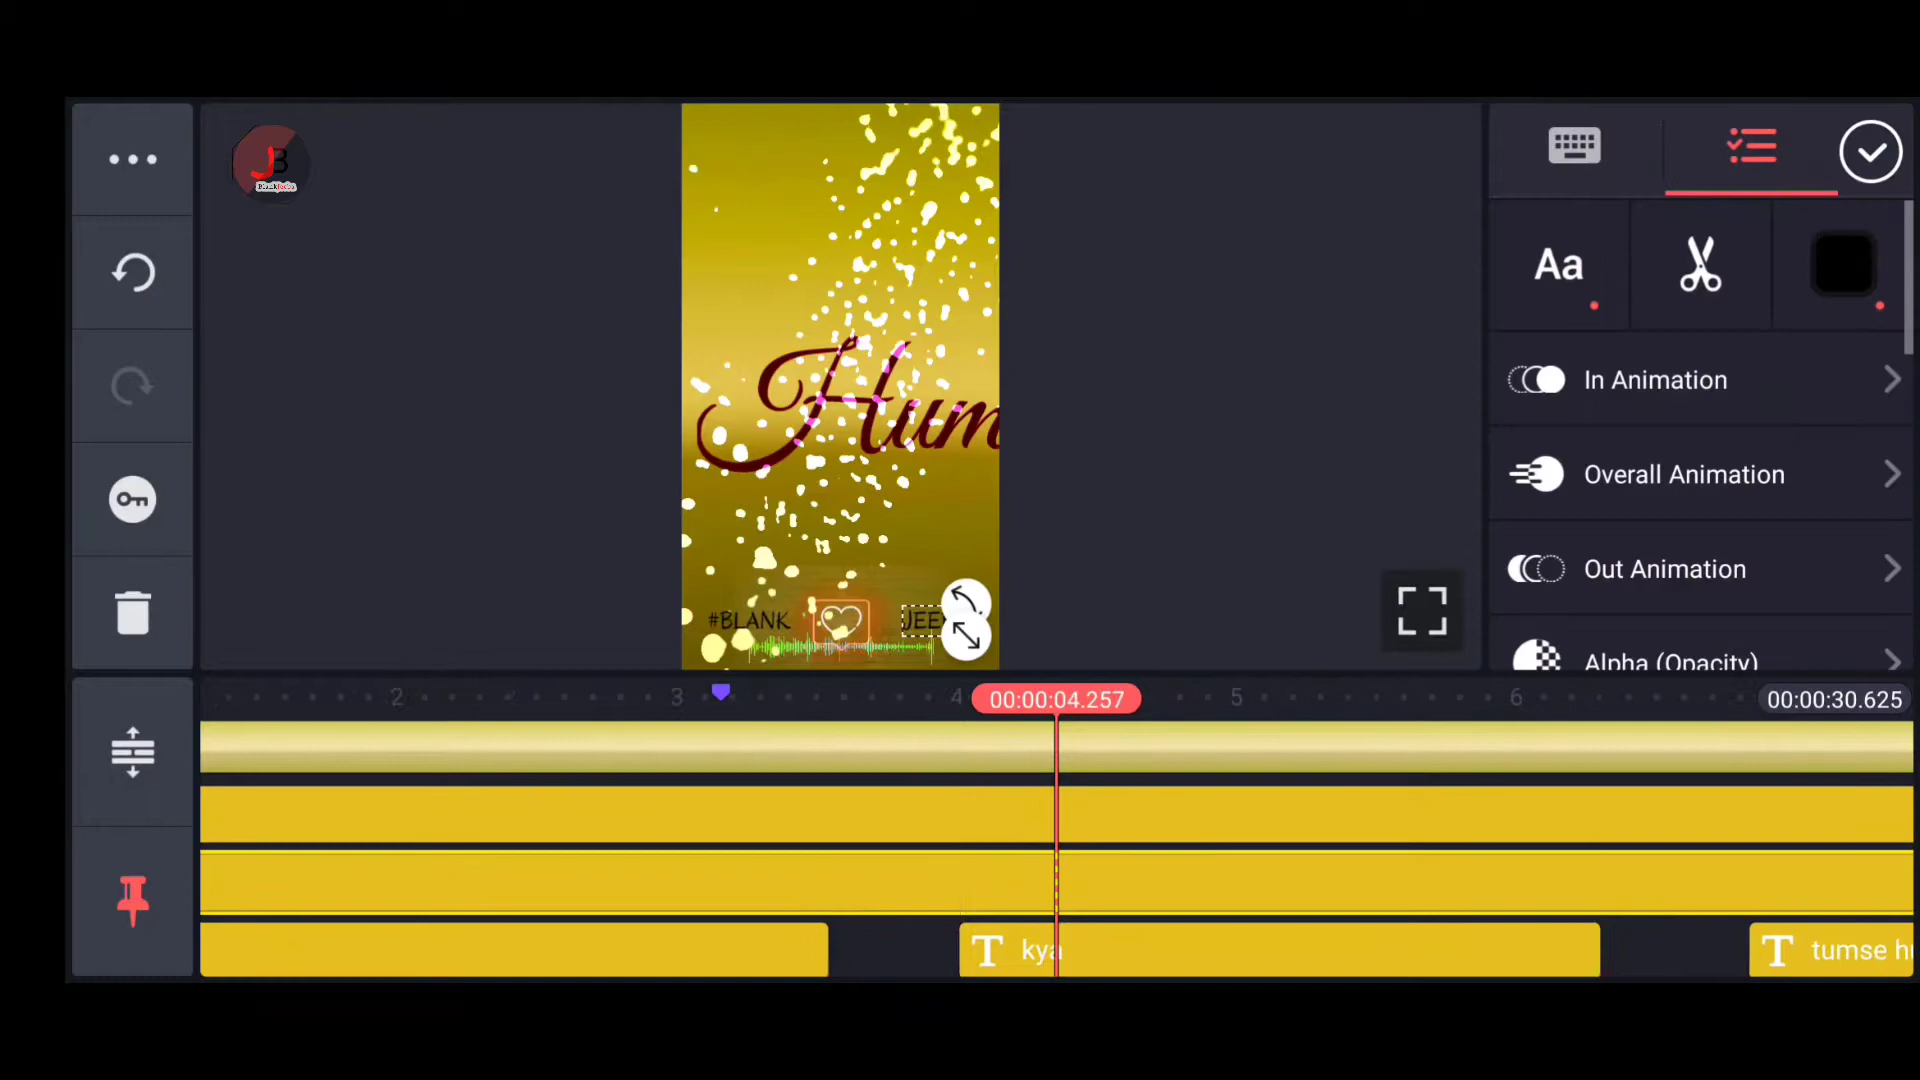 JB
Aa
In Animation
Overall Animation
Out Animation
Alpha (Opacity)
Hum
#BLANK
JEE
2
3
4
00:00:04.257
5
6
00:00:30.625
T kya
T tumse h